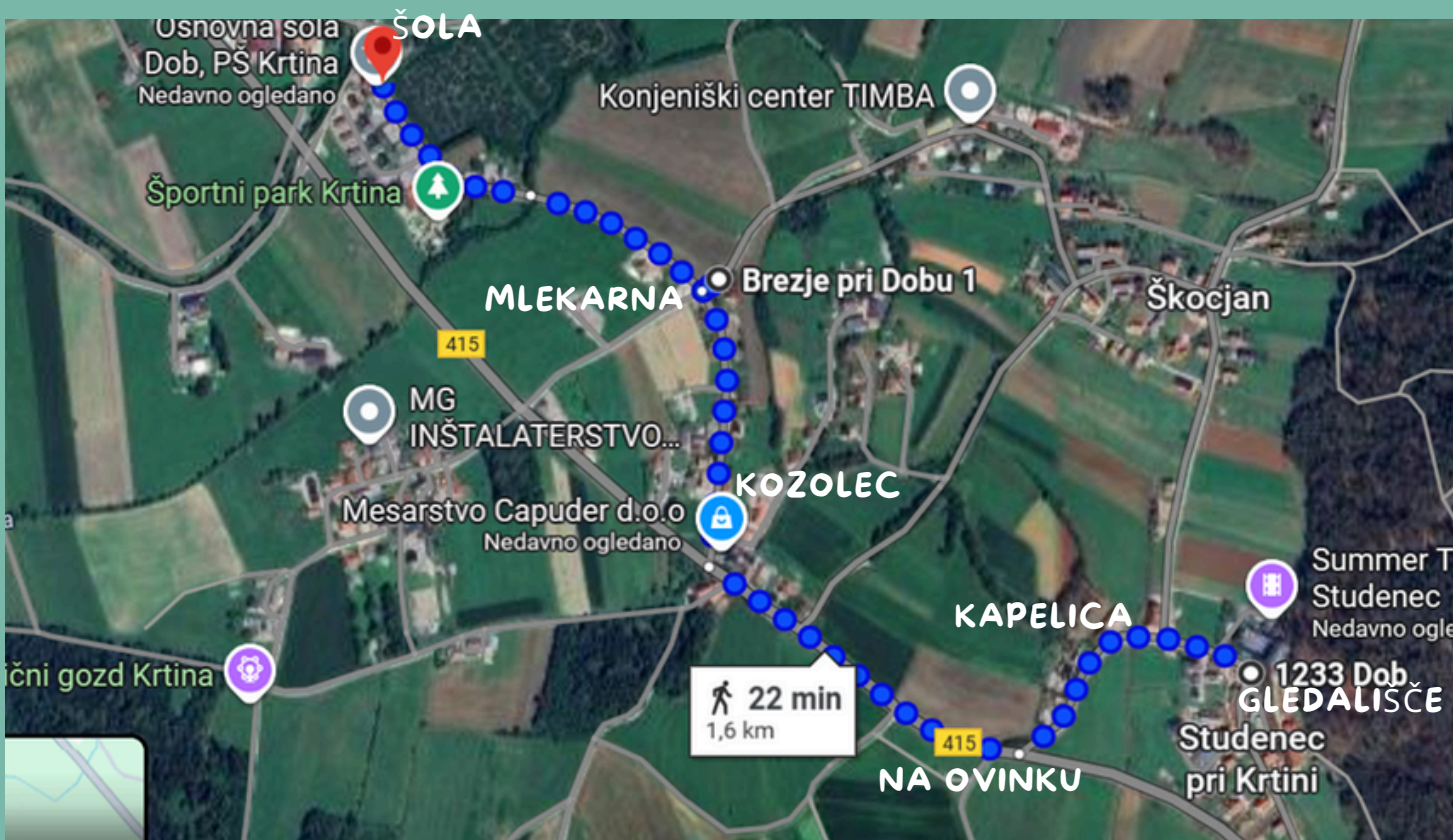 ŠOLA
Osnovna šola
Dob, PŠ Krtina
Nedavno ogledano
Konjeniški center TIMBA
Športni park Krtina
Brezje pri Dobu 1
MLEKARNA
Škocjan
415
MG
INŠTALATERSTVO...
KOZOLEC
Mesarstvo Capuder d.o.o
Nedavno ogledano
Summer T
Studenec
Nedavno ogle
KAPELICA
ični gozd Krtina
1233 Dob
GLEDALIŠČE
22 min
1,6 km
415
Studenec
pri Krtini
NA OVINKU